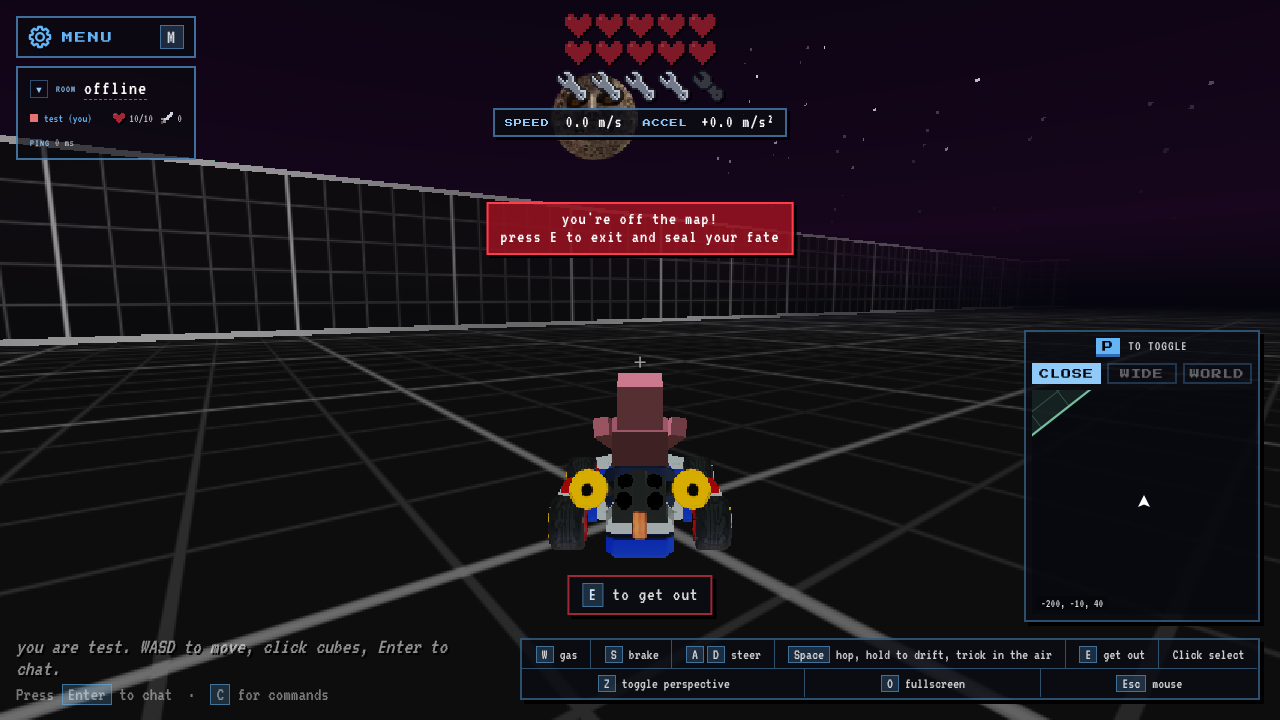 MENU M
ROOM offline
test (you) 10/10 0
PING 0 ms
SPEED 0.0 m/s ACCEL +0.0 m/s²
you're off the map!
press E to exit and seal your fate
P TO TOGGLE
CLOSE WIDE WORLD
-200, -10, 40
E to get out
you are test. WASD to move, click cubes, Enter to
chat.
Press Enter to chat · C for commands
W gas S brake A D steer Space hop, hold to drift, trick in the air E get out Click select
Z toggle perspective O fullscreen Esc mouse